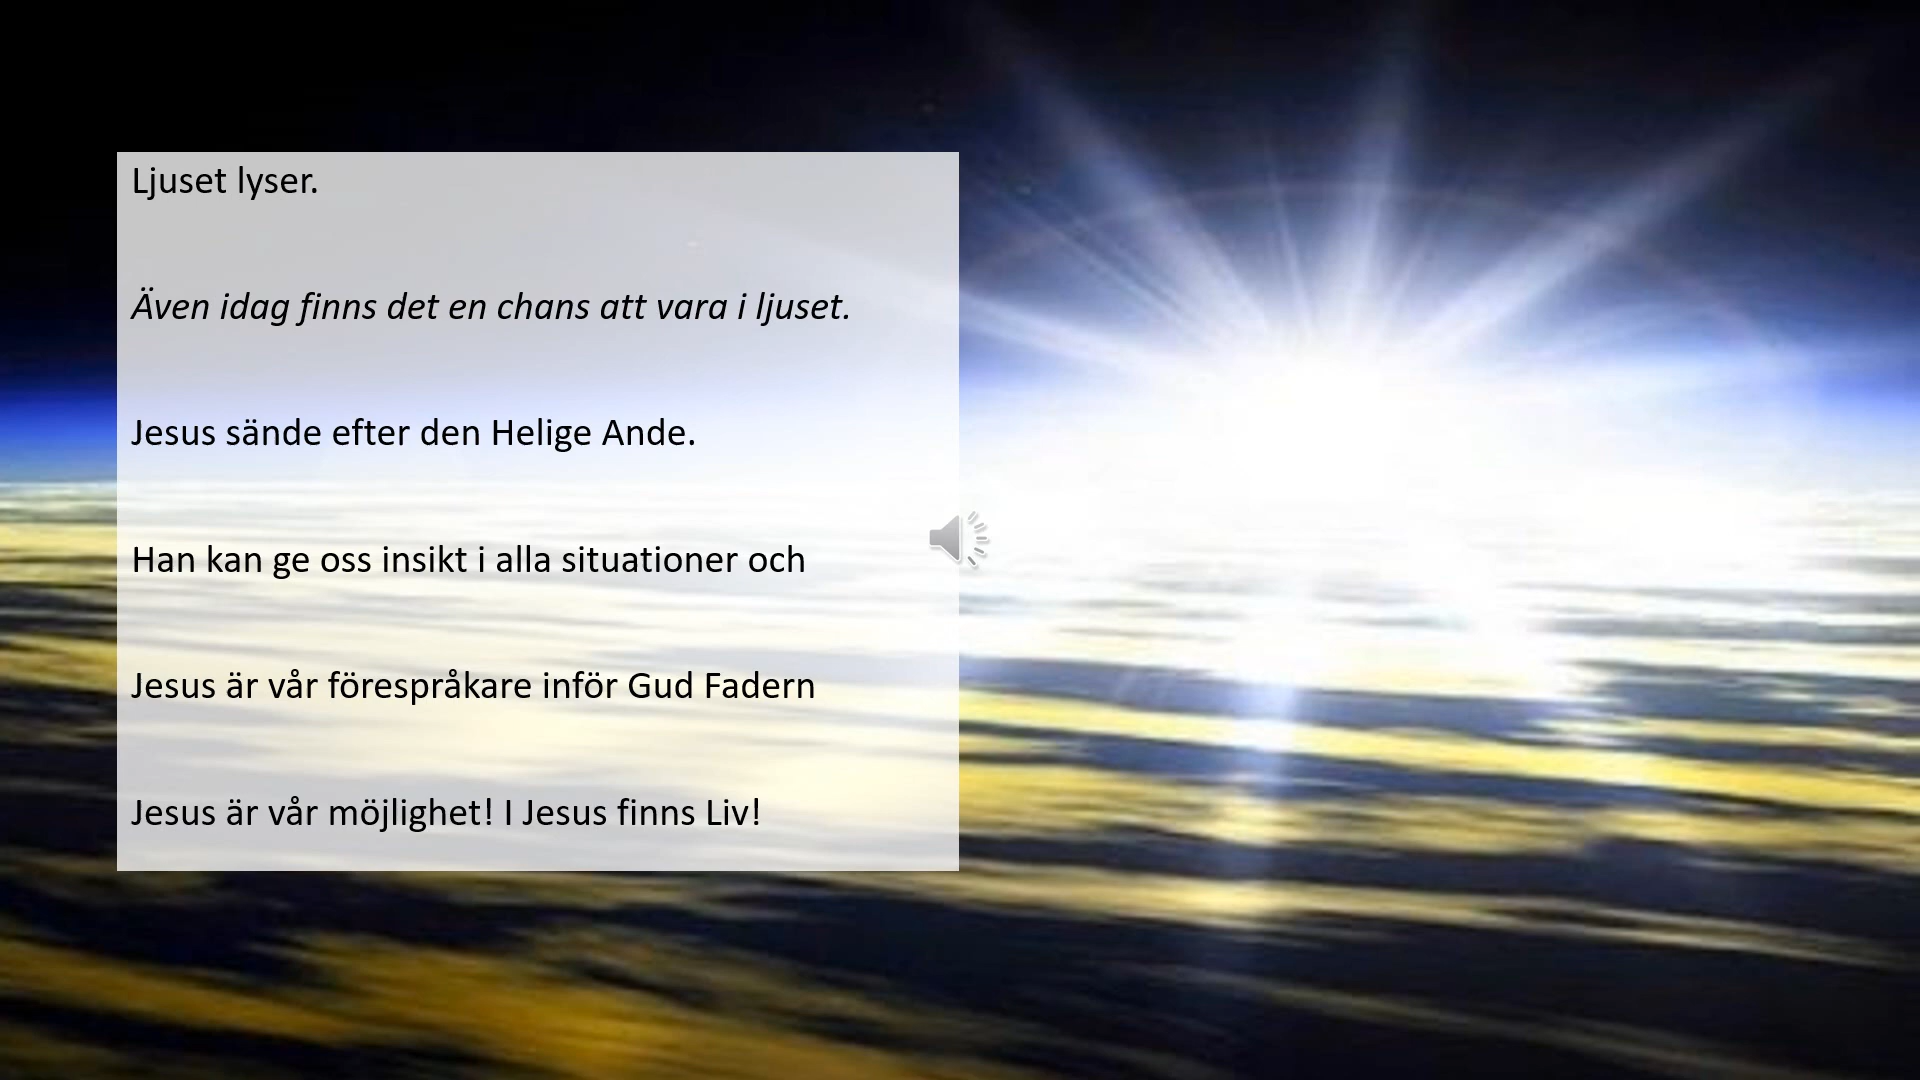 Ljuset lyser.
Även idag finns det en chans att vara i ljuset.
Jesus sände efter den Helige Ande.
Han kan ge oss insikt i alla situationer och
Jesus är vår förespråkare inför Gud Fadern
Jesus är vår möjlighet! I Jesus finns Liv!